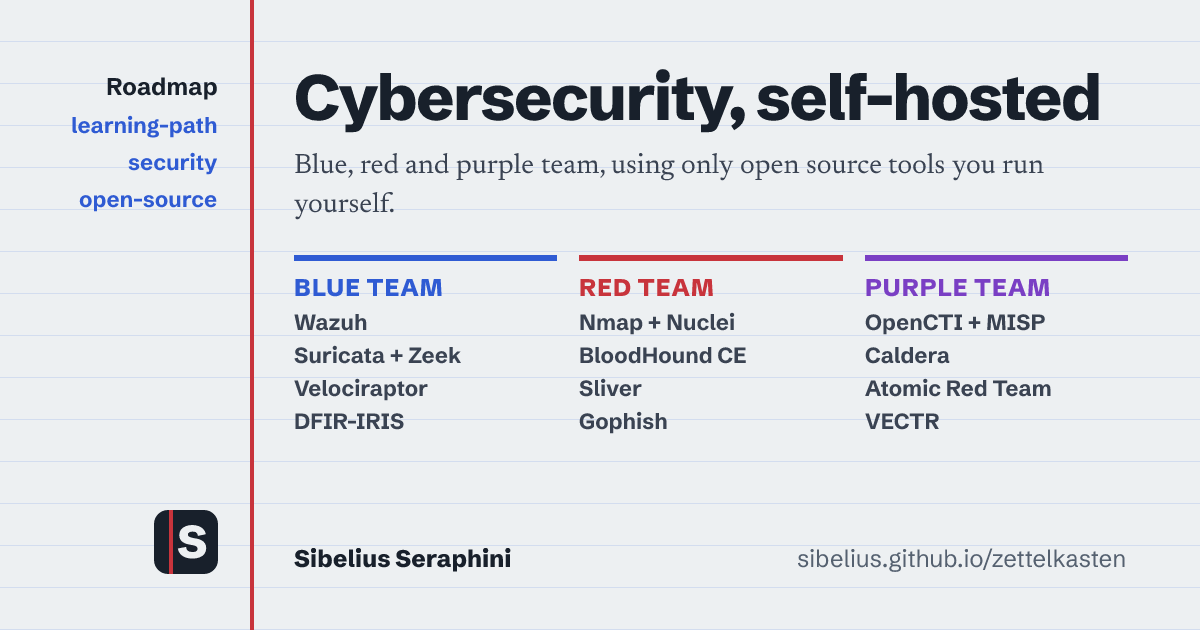 Roadmap
learning-path
security
open-source
Cybersecurity, self-hosted
Blue, red and purple team, using only open source tools you run
yourself.
BLUE TEAM
Wazuh
Suricata + Zeek
Velociraptor
DFIR-IRIS
RED TEAM
Nmap + Nuclei
BloodHound CE
Sliver
Gophish
PURPLE TEAM
OpenCTI + MISP
Caldera
Atomic Red Team
VECTR
S
Sibelius Seraphini
sibelius.github.io/zettelkasten